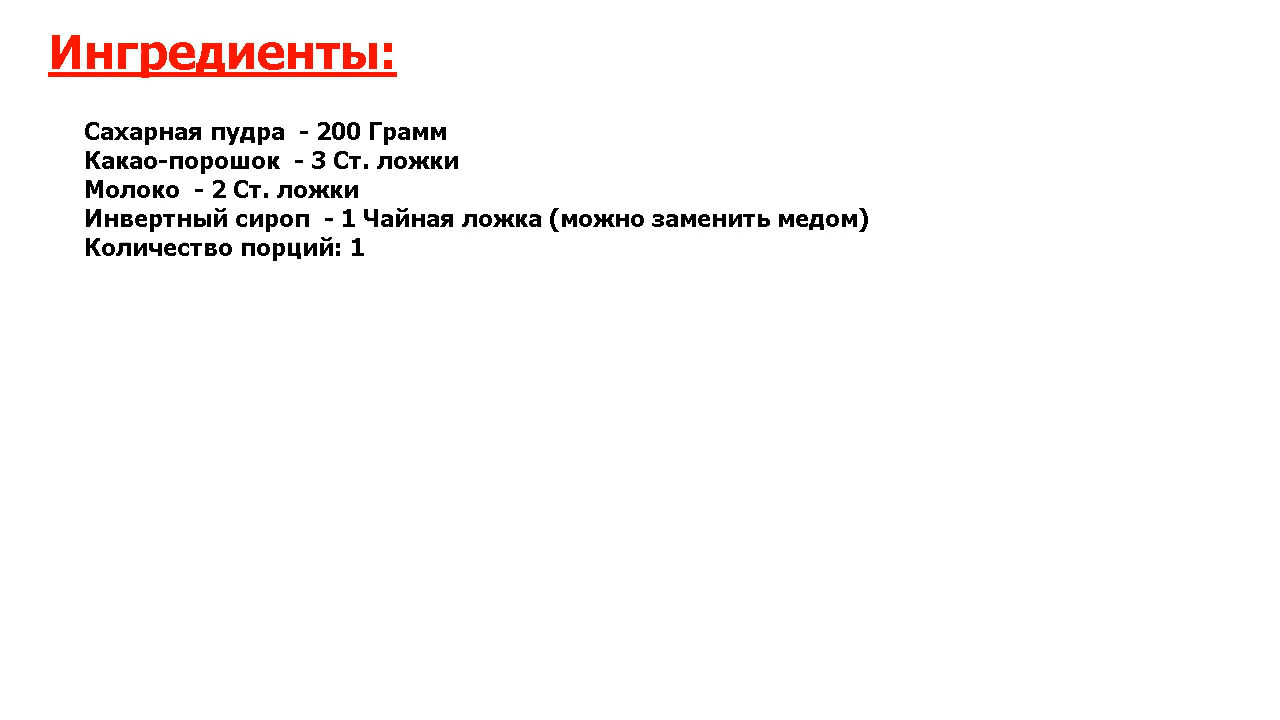 Ингредиенты:
Сахарная пудра  - 200 Грамм
Какао-порошок  - 3 Ст. ложки
Молоко  - 2 Ст. ложки
Инвертный сироп  - 1 Чайная ложка (можно заменить медом)
Количество порций: 1